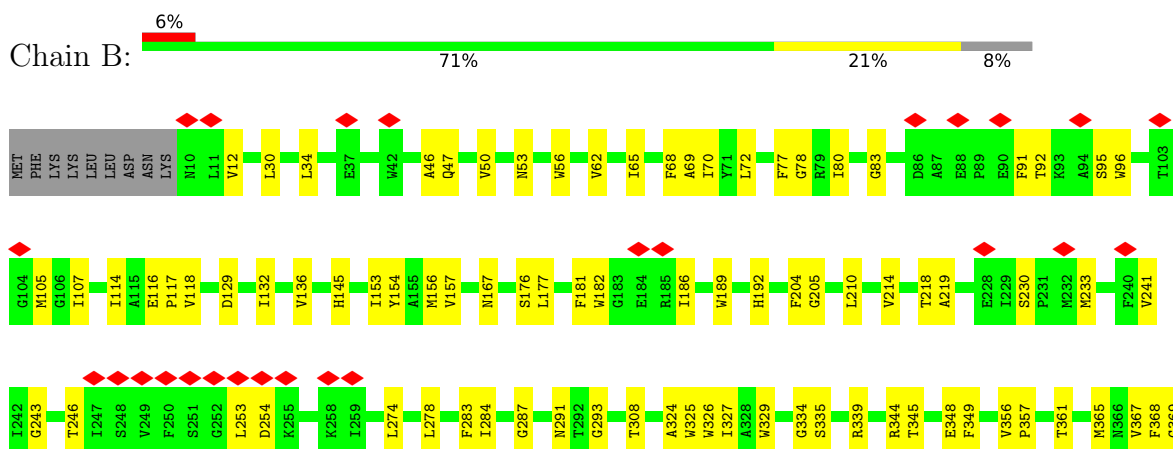 6%
Chain B:
71% 21% 8%
MET PHE LYS LYS LEU LEU ASP ASN LYS N10 L11 V12 L30 L34 E37 W42 A46 Q47 V50 N53 W56 V62 I65 F68 A69 I70 Y71 L72 F77 G78 R79 I80 G83 D86 A87 E88 P89 E90 F91 T92 K93 A94 S95 W96 T103
G104 M105 G106 I107 I114 A115 E116 P117 V118 D129 I132 V136 H145 I153 Y154 A155 M156 V157 N167 S176 L177 F181 W182 G183 E184 R185 I186 W189 H192 F204 G205 L210 V214 T218 A219 E228 I229 S230 P231 M232 M233 F240 V241
I242 G243 T246 I247 S248 V249 F250 S251 G252 L253 D254 K255 K258 I259 L274 L278 F283 I284 G287 N291 T292 G293 T308 A324 W325 W326 I327 A328 W329 G334 S335 R339 R344 T345 E348 F349 V356 P357 T361 M365 N366 V367 F368 G369